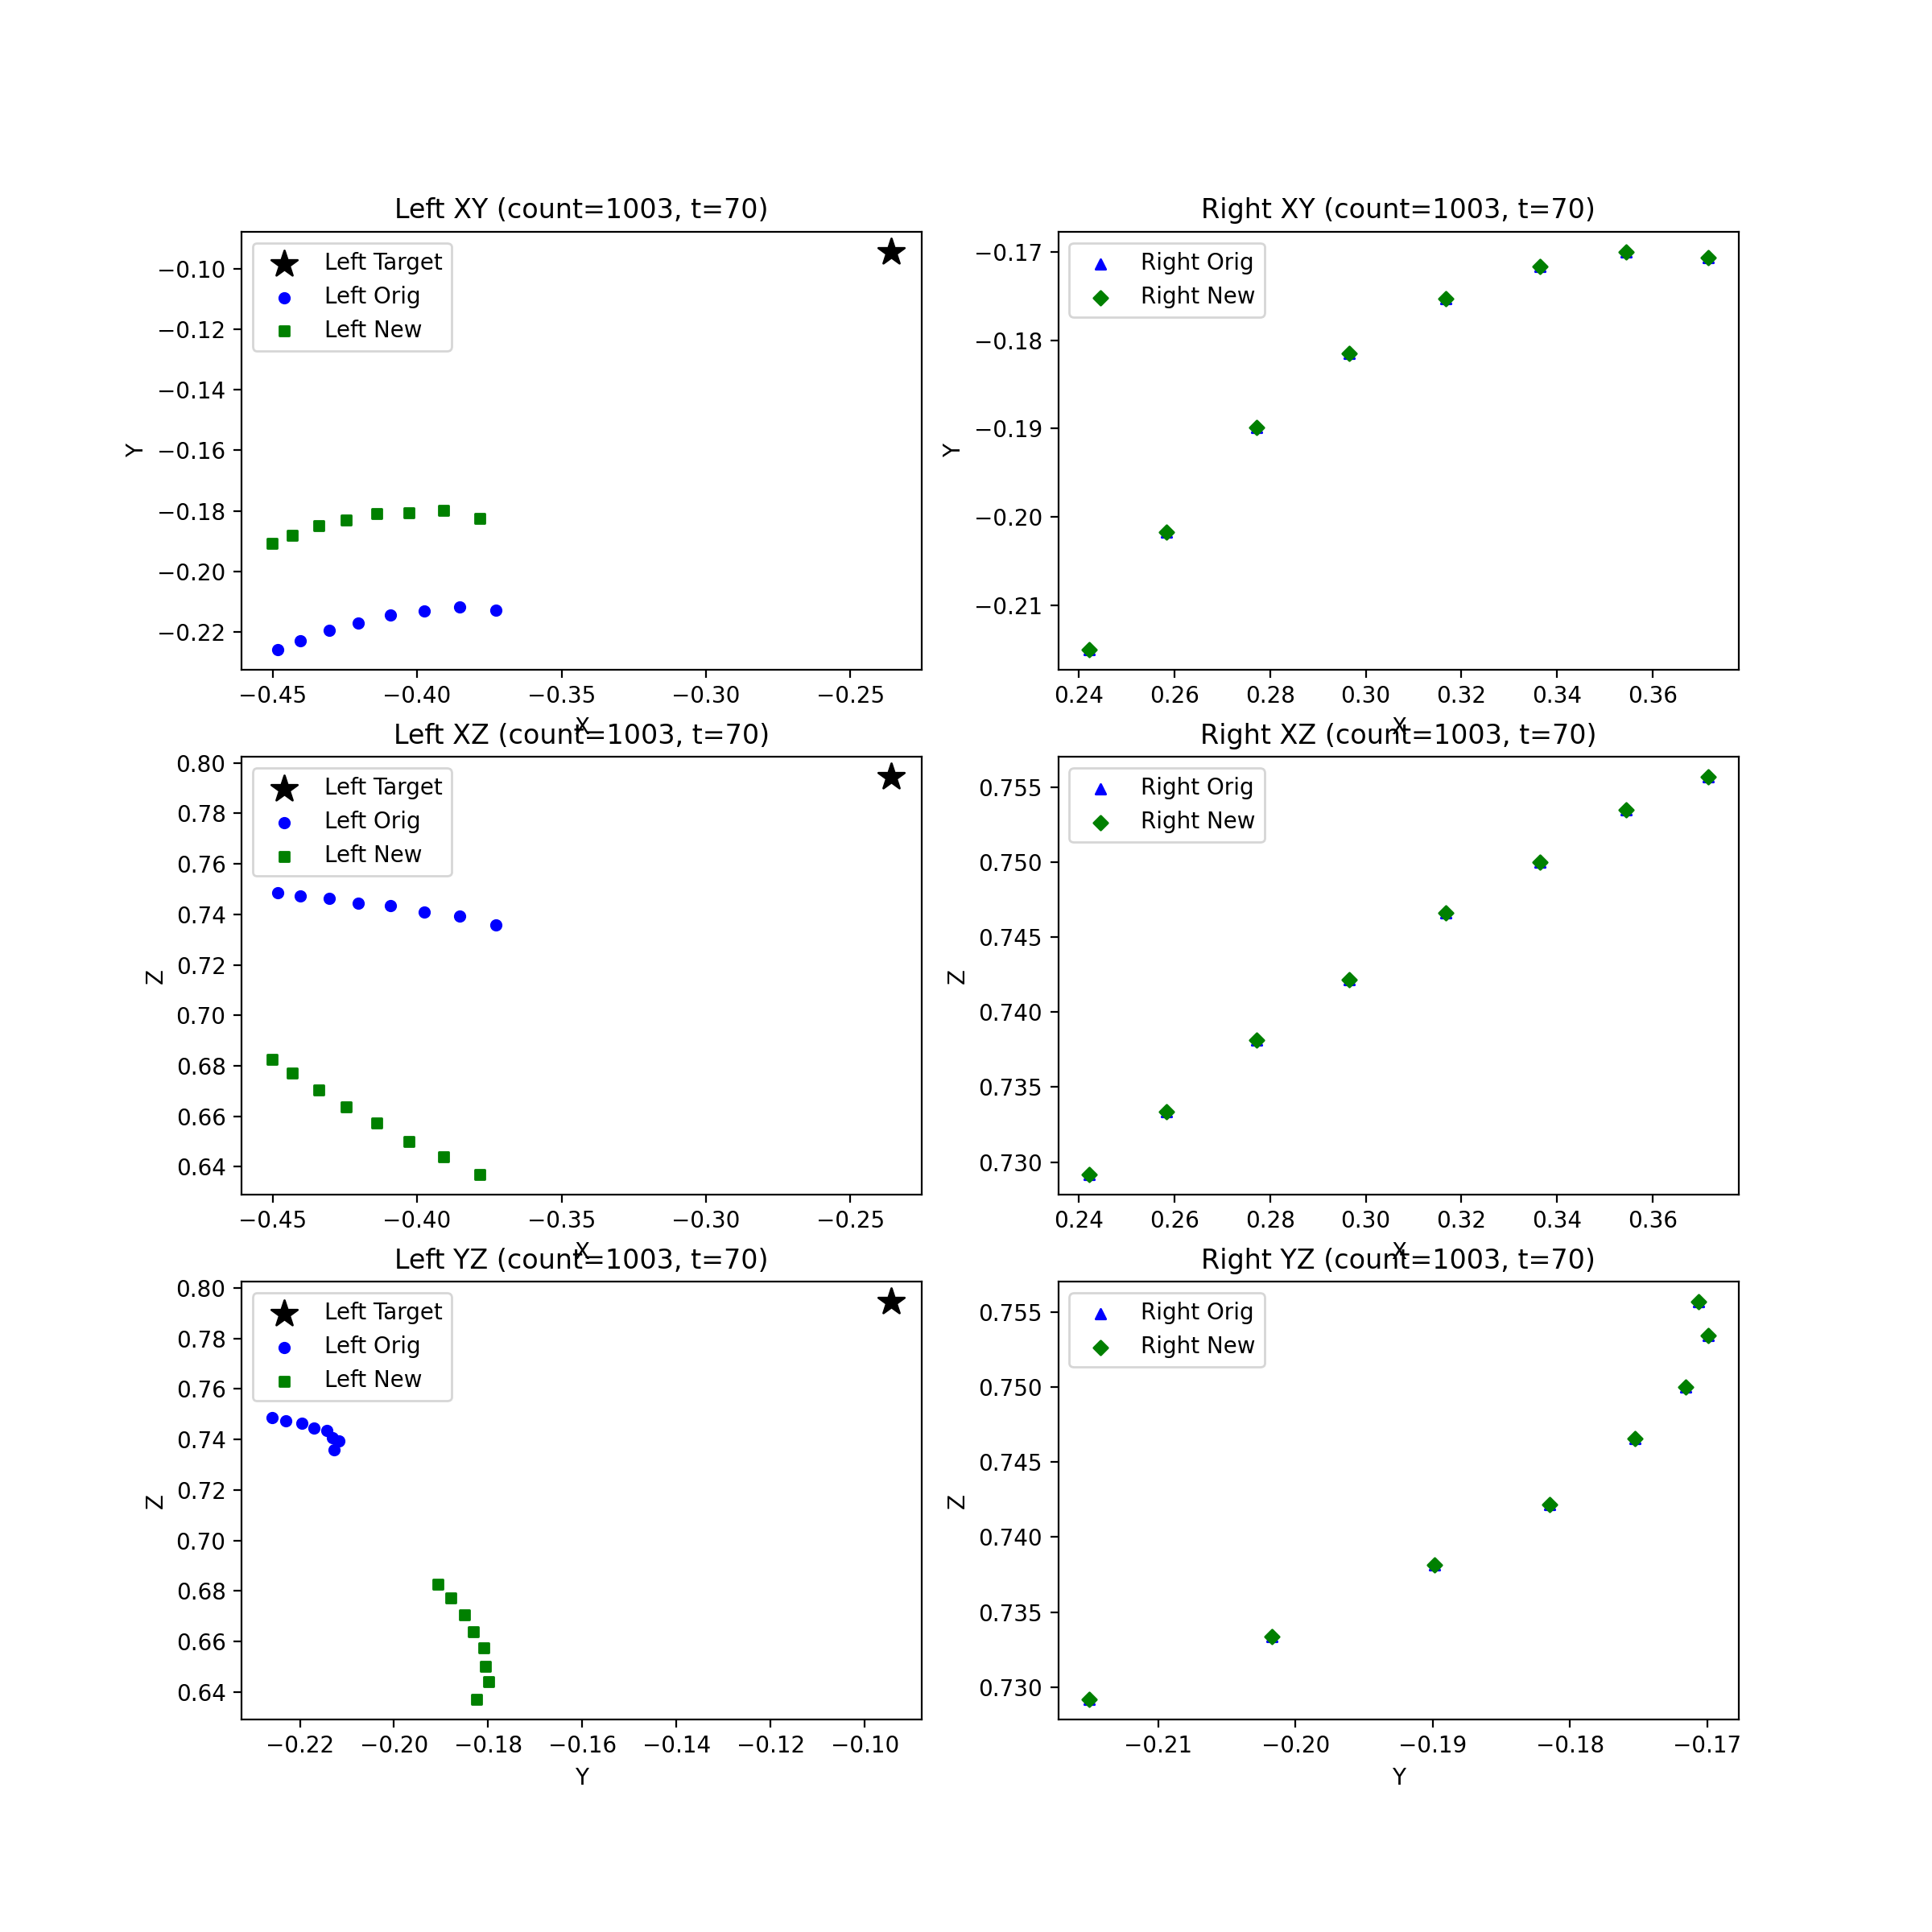 Left XY (count=1003, t=70)
Left Target
Left Orig
Left New
−0.10
−0.12
−0.14
−0.16
−0.18
−0.20
−0.22
Y
−0.45 −0.40 −0.35 −0.30 −0.25
X
Right XY (count=1003, t=70)
Right Orig
Right New
−0.17
−0.18
−0.19
−0.20
−0.21
Y
0.24 0.26 0.28 0.30 0.32 0.34 0.36
X
Left XZ (count=1003, t=70)
Left Target
Left Orig
Left New
0.80
0.78
0.76
0.74
0.72
0.70
0.68
0.66
0.64
Z
−0.45 −0.40 −0.35 −0.30 −0.25
X
Right XZ (count=1003, t=70)
Right Orig
Right New
0.755
0.750
0.745
0.740
0.735
0.730
Z
0.24 0.26 0.28 0.30 0.32 0.34 0.36
X
Left YZ (count=1003, t=70)
Left Target
Left Orig
Left New
0.80
0.78
0.76
0.74
0.72
0.70
0.68
0.66
0.64
Z
−0.22 −0.20 −0.18 −0.16 −0.14 −0.12 −0.10
Y
Right YZ (count=1003, t=70)
Right Orig
Right New
0.755
0.750
0.745
0.740
0.735
0.730
Z
−0.21 −0.20 −0.19 −0.18 −0.17
Y